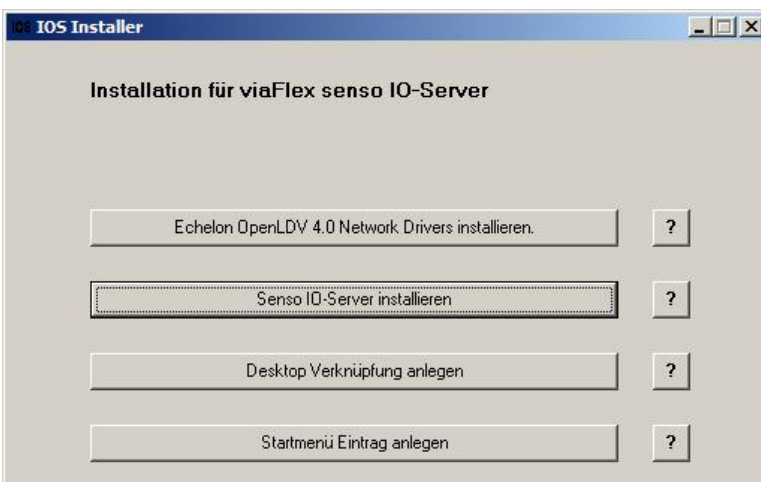 IOS IOS Installer
Installation für viaFlex senso IO-Server
Echelon OpenLDV 4.0 Network Drivers installieren.
?
Senso IO-Server installieren
?
Desktop Verknüpfung anlegen
?
Startmenü Eintrag anlegen
?